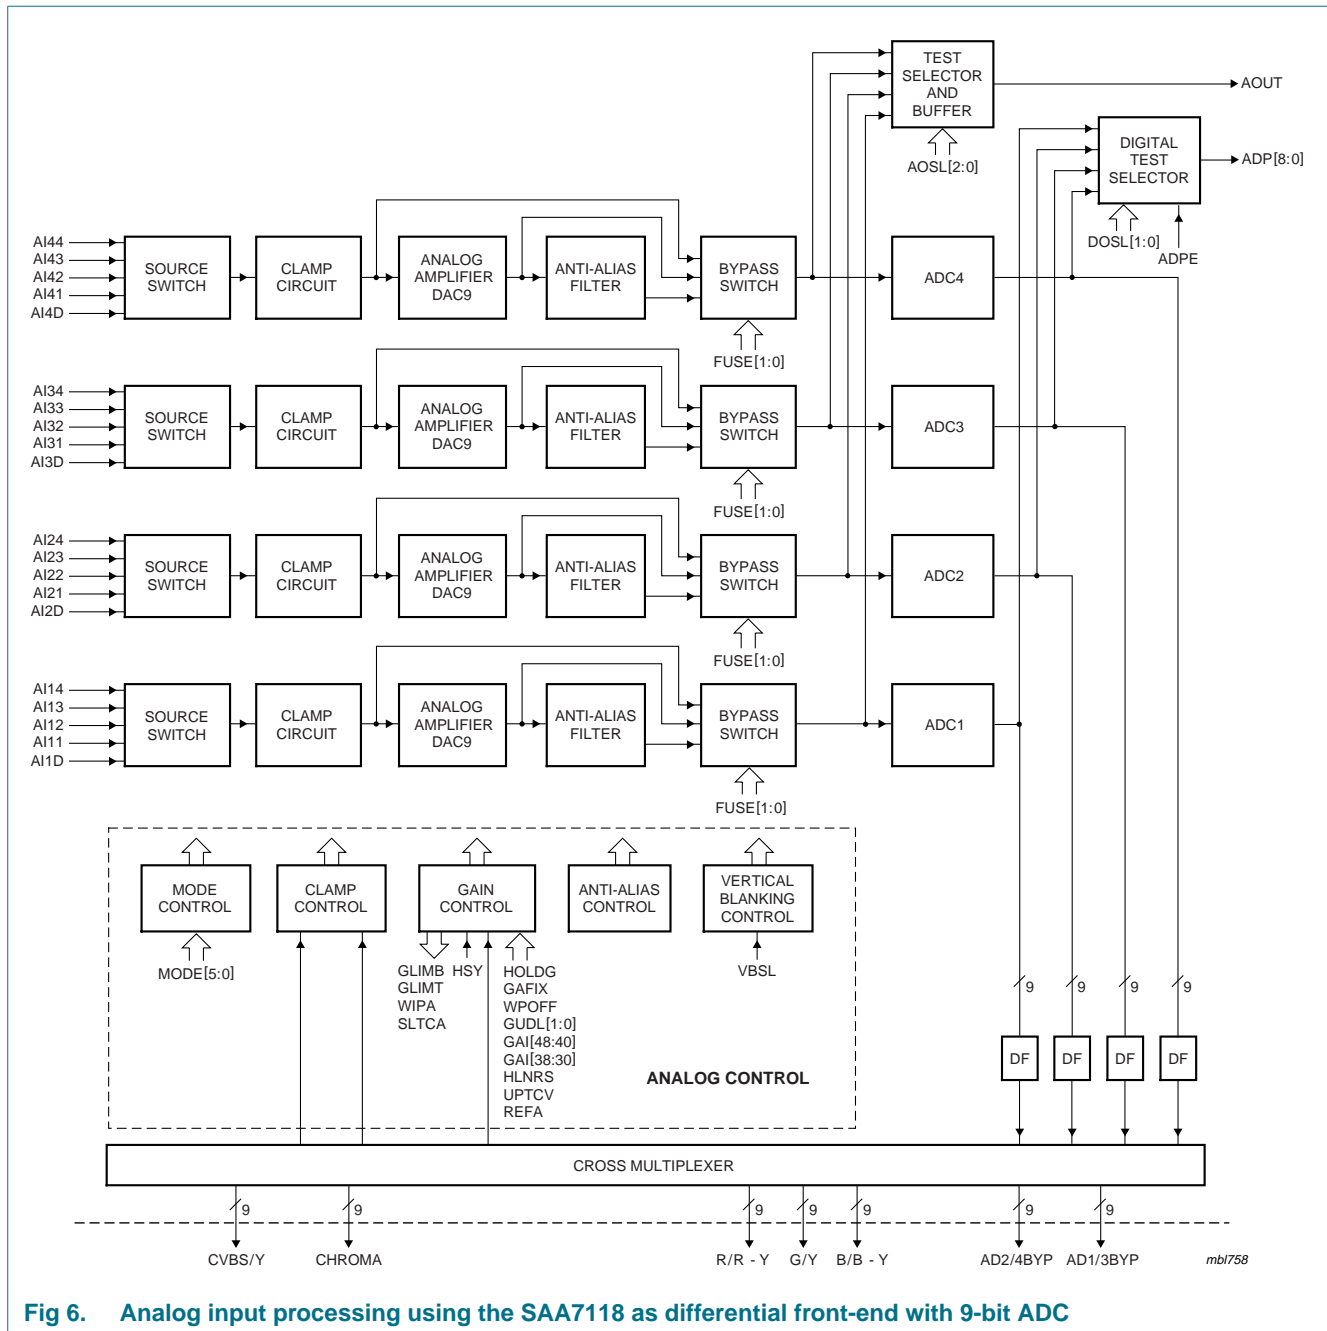 TEST
SELECTOR
AND
BUFFER
AOUT
AOSL[2:0]
DIGITAL
TEST
SELECTOR
ADP[8:0]
DOSL[1:0]
ADPE
AI44
AI43
AI42
AI41
AI4D
SOURCE
SWITCH
CLAMP
CIRCUIT
ANALOG
AMPLIFIER
DAC9
ANTI-ALIAS
FILTER
BYPASS
SWITCH
FUSE[1:0]
ADC4
AI34
AI33
AI32
AI31
AI3D
SOURCE
SWITCH
CLAMP
CIRCUIT
ANALOG
AMPLIFIER
DAC9
ANTI-ALIAS
FILTER
BYPASS
SWITCH
FUSE[1:0]
ADC3
AI24
AI23
AI22
AI21
AI2D
SOURCE
SWITCH
CLAMP
CIRCUIT
ANALOG
AMPLIFIER
DAC9
ANTI-ALIAS
FILTER
BYPASS
SWITCH
FUSE[1:0]
ADC2
AI14
AI13
AI12
AI11
AI1D
SOURCE
SWITCH
CLAMP
CIRCUIT
ANALOG
AMPLIFIER
DAC9
ANTI-ALIAS
FILTER
BYPASS
SWITCH
FUSE[1:0]
ADC1
MODE
CONTROL
MODE[5:0]
CLAMP
CONTROL
GAIN
CONTROL
GLIMB
GLIMT
WIPA
SLTCA
HSY
HOLDG
GAFIX
WPOFF
GUDL[1:0]
GAI[48:40]
GAI[38:30]
HLNRS
UPTCV
REFA
ANTI-ALIAS
CONTROL
VERTICAL
BLANKING
CONTROL
VBSL
ANALOG CONTROL
9
9
9
9
DF
DF
DF
DF
CROSS MULTIPLEXER
9
9
9
9
9
9
9
CVBS/Y
CHROMA
R/R - Y
G/Y
B/B - Y
AD2/4BYP
AD1/3BYP
mbl758
Fig 6. Analog input processing using the SAA7118 as differential front-end with 9-bit ADC